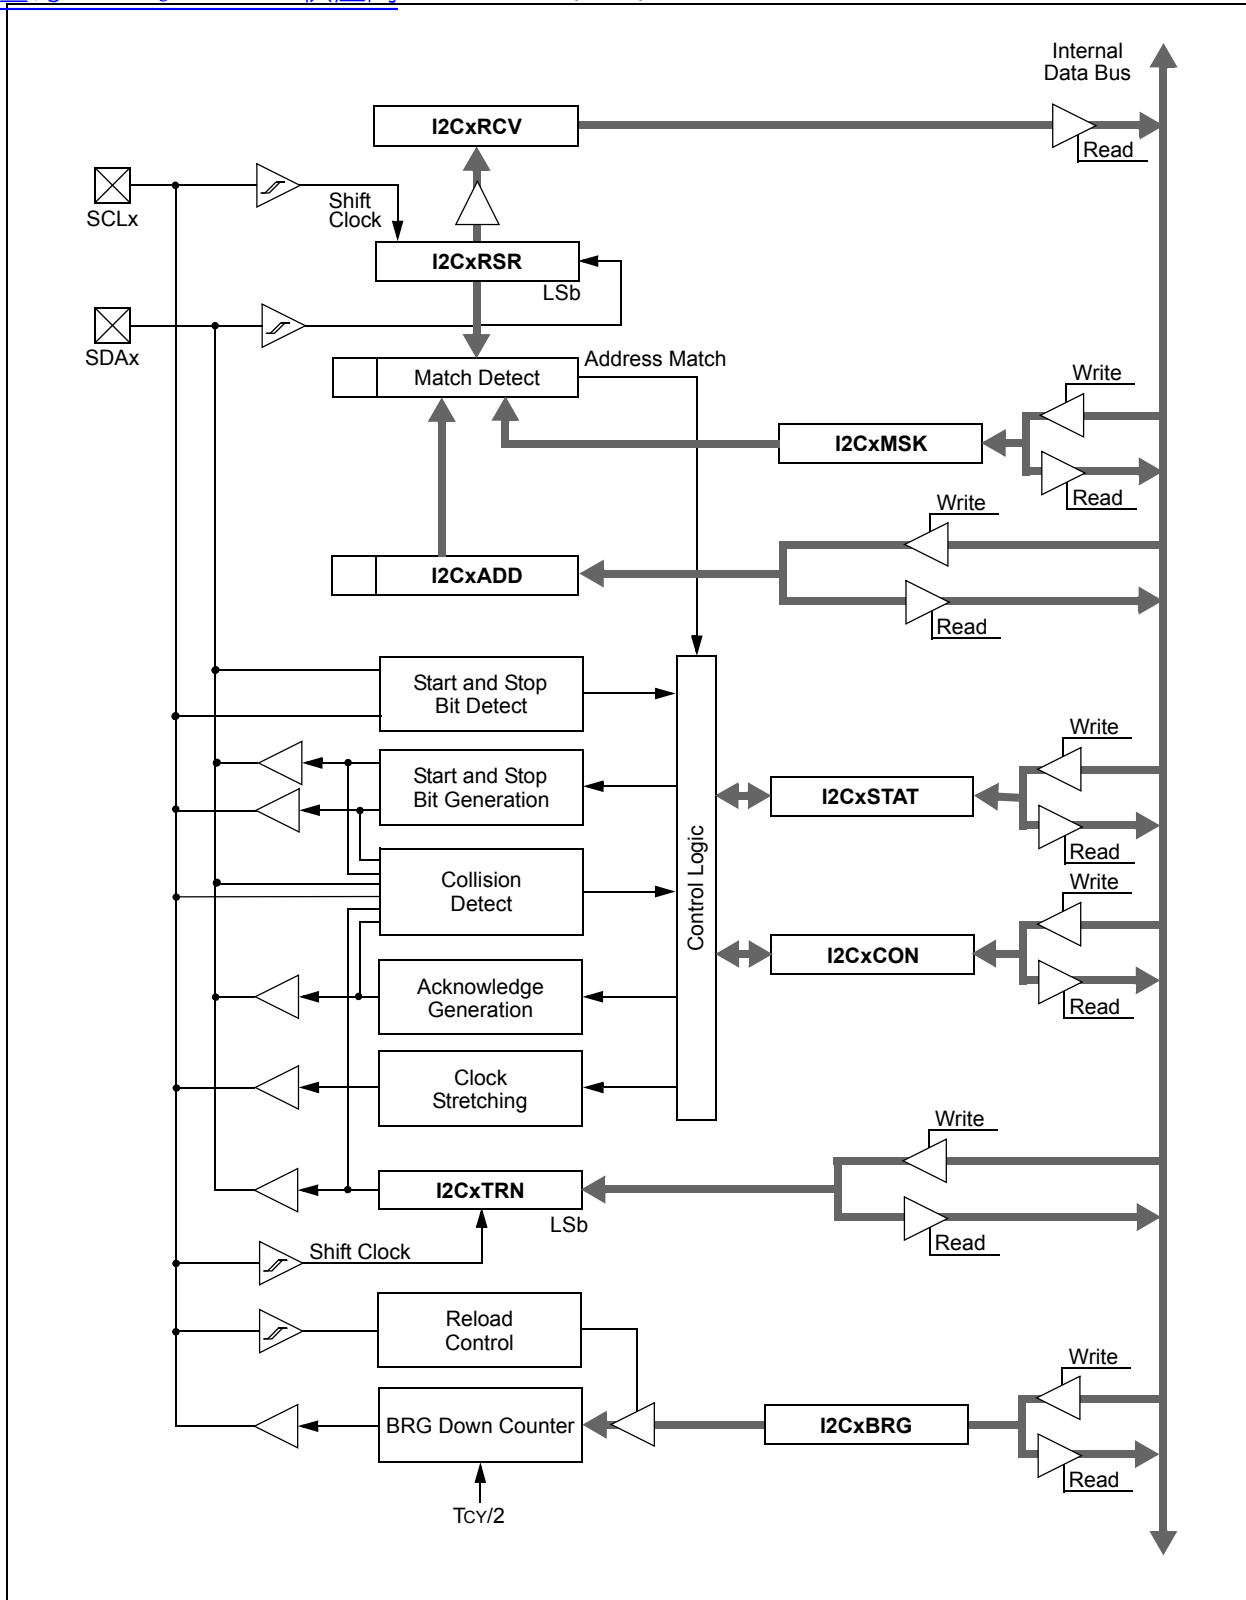 Internal
Data Bus
I2CxRCV
Read
SCLx
Shift
Clock
I2CxRSR
LSb
SDAx
Address Match
Match Detect
Write
I2CxMSK
Read
Write
I2CxADD
Read
Start and Stop
Bit Detect
Write
Start and Stop
Bit Generation
I2CxSTAT
Read
Control Logic
Collision
Detect
Write
I2CxCON
Read
Acknowledge
Generation
Clock
Stretching
Write
I2CxTRN
LSb
Read
Shift Clock
Reload
Control
Write
BRG Down Counter
I2CxBRG
Read
TCY/2